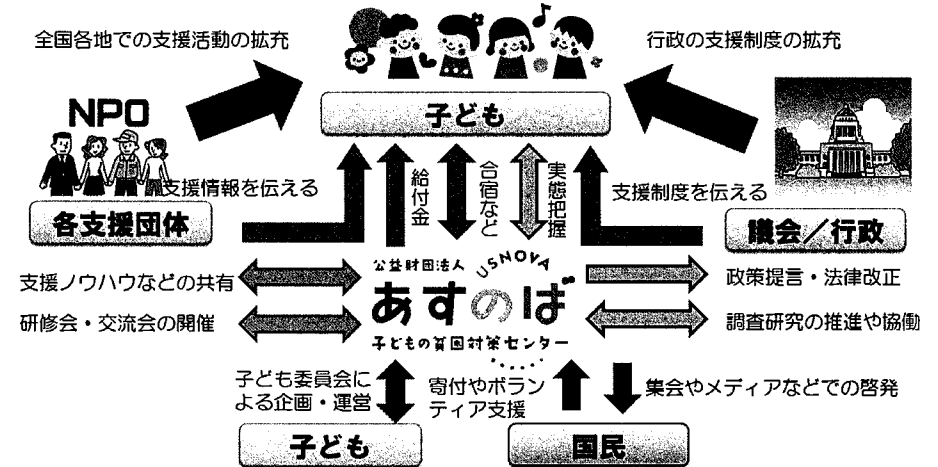 全国各地での支援活動の拡充
行政の支援制度の拡充
NPO
子ども
支援情報を伝える
給付金
合宿など
実態把握
支援制度を伝える
各支援団体
議会／行政
公益財団法人
USNOVA
あすのば
子どもの貧困対策センター
支援ノウハウなどの共有
研修会・交流会の開催
政策提言・法律改正
調査研究の推進や協働
子ども委員会に
よる企画・運営
寄付やボラン
ティア支援
集会やメディアなどでの啓発
子ども
国民